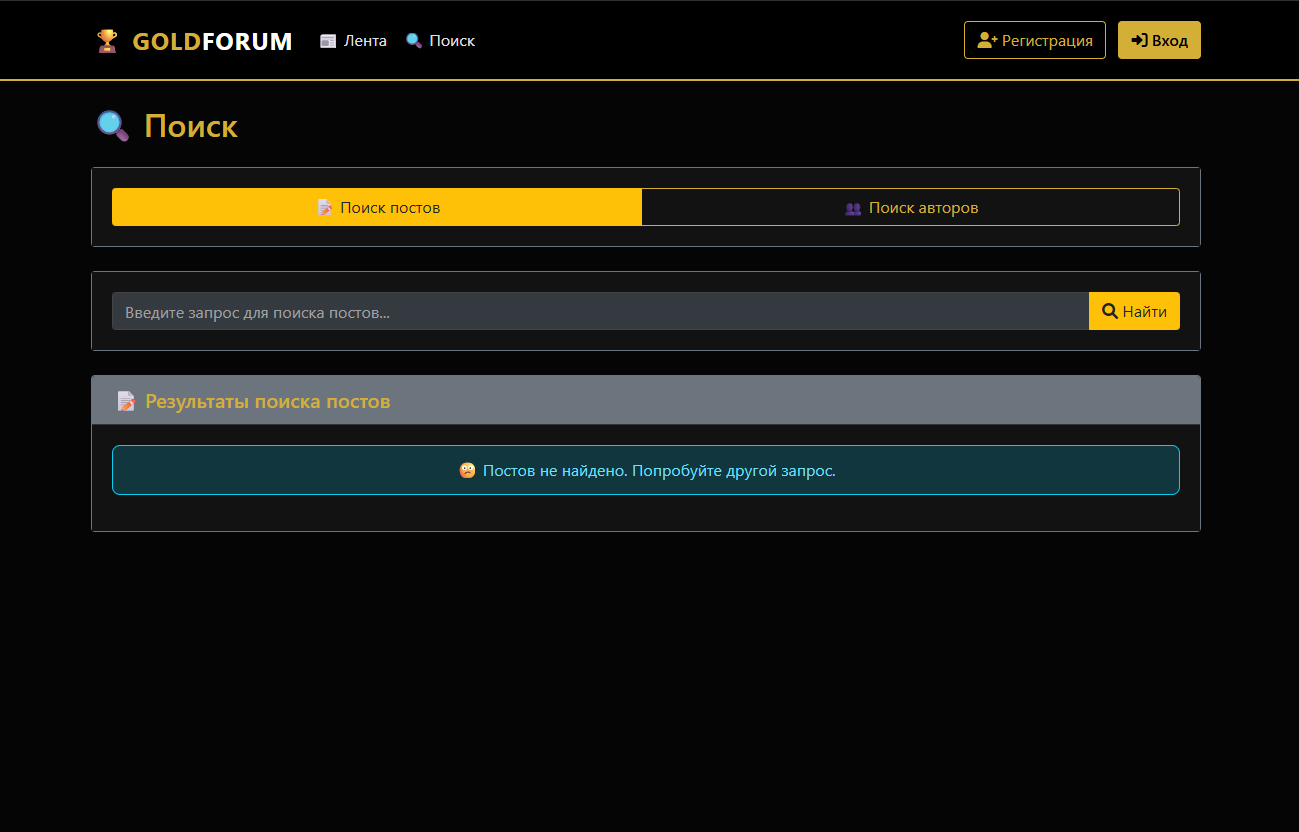 GOLDFORUM Лента Поиск Регистрация Вход
Поиск
Поиск постов Поиск авторов
Введите запрос для поиска постов... Найти
Результаты поиска постов
Постов не найдено. Попробуйте другой запрос.